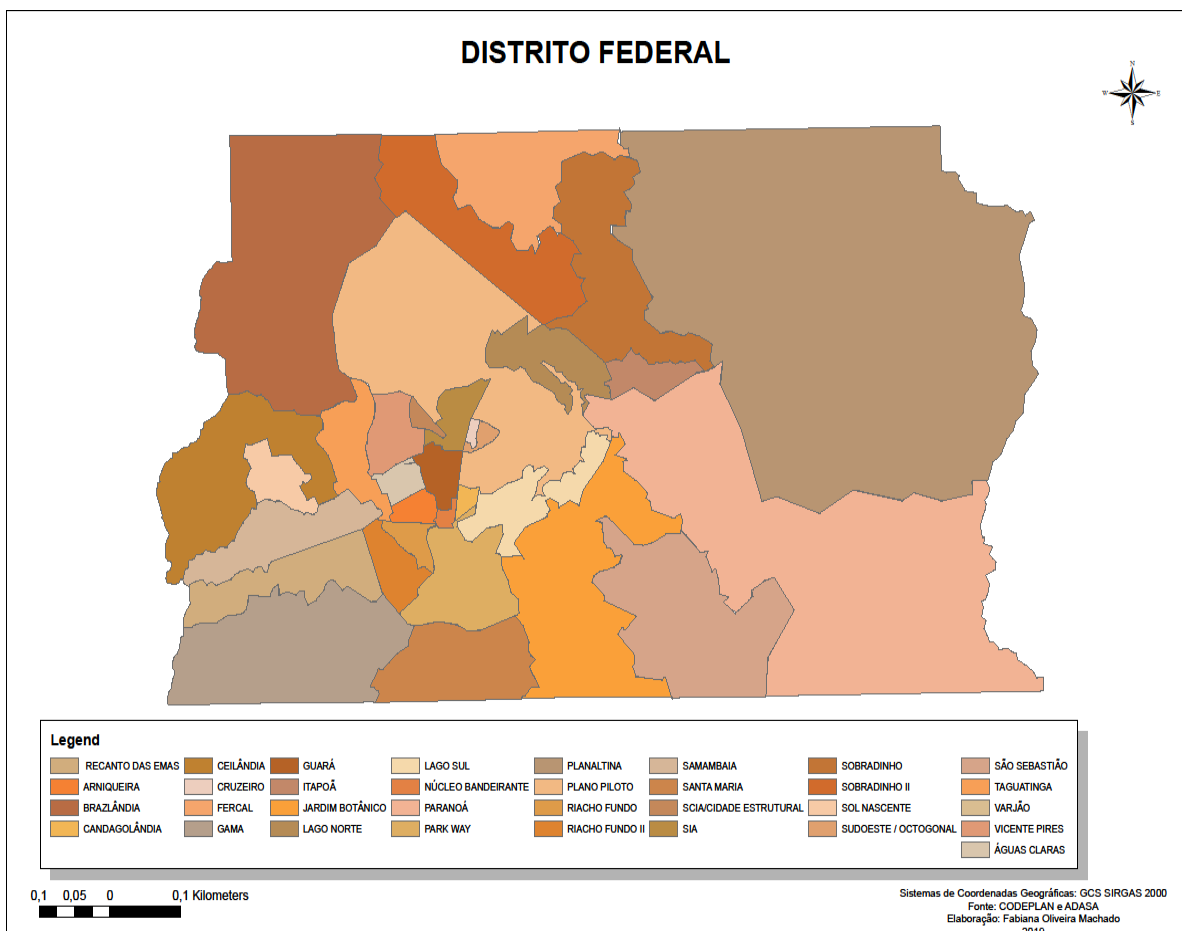 DISTRITO FEDERAL
N
W E
S
Legend
RECANTO DAS EMAS CEILÂNDIA GUARÁ LAGO SUL PLANALTINA SAMAMBAIA SOBRADINHO SÃO SEBASTIÃO
ARNIQUEIRA CRUZEIRO ITAPOÃ NÚCLEO BANDEIRANTE PLANO PILOTO SANTA MARIA SOBRADINHO II TAGUATINGA
BRAZLÂNDIA FERCAL JARDIM BOTÂNICO PARANOÁ RIACHO FUNDO SCIA/CIDADE ESTRUTURAL SOL NASCENTE VARJÃO
CANDAGOLÂNDIA GAMA LAGO NORTE PARK WAY RIACHO FUNDO II SIA SUDOESTE / OCTOGONAL VICENTE PIRES
ÁGUAS CLARAS
0,1 0,05 0 0,1 Kilometers
Sistemas de Coordenadas Geográficas: GCS SIRGAS 2000
Fonte: CODEPLAN e ADASA
Elaboração: Fabiana Oliveira Machado